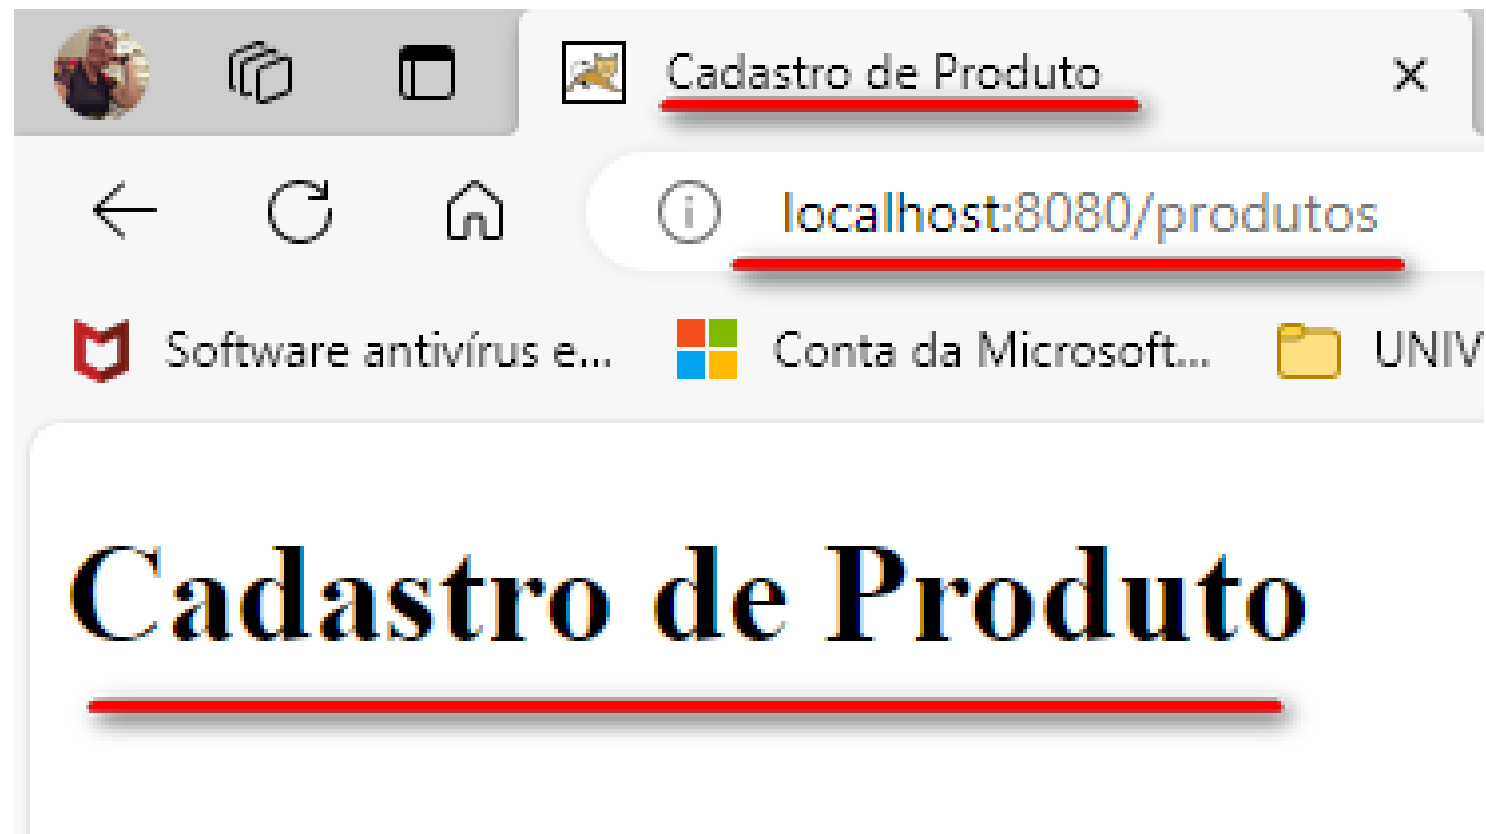 Cadastro de Produto
localhost:8080/produtos
Software antivírus e... Conta da Microsoft... UNIV
Cadastro de Produto